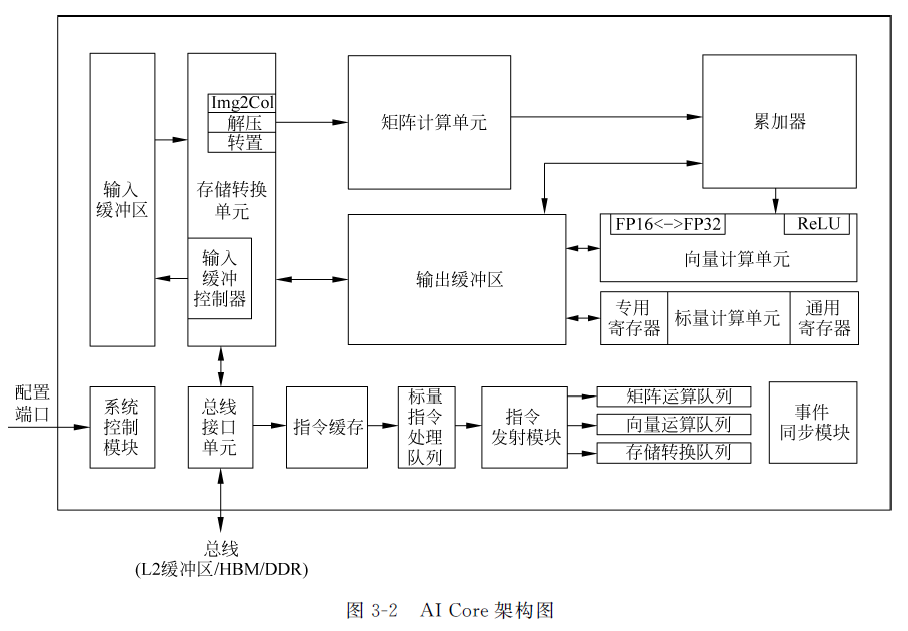 Img2Col
解压
转置
输入
缓冲区
存储转换
单元
输入
缓冲
控制器
矩阵计算单元
累加器
输出缓冲区
FP16<->FP32
ReLU
向量计算单元
专用
寄存器
标量计算单元
通用
寄存器
配置
端口
系统
控制
模块
总线
接口
单元
指令缓存
标量
指令
处理
队列
指令
发射模块
矩阵运算队列
向量运算队列
存储转换队列
事件
同步模块
总线
(L2缓冲区/HBM/DDR)
图 3-2 AI Core 架构图